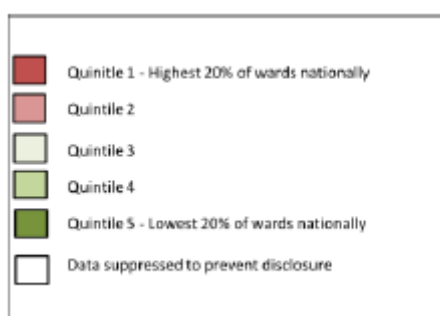 Quinitle 1 - Highest 20% of wards nationally
Quintile 2
Quintile 3
Quintile 4
Quintile 5 - Lowest 20% of wards nationally
Data suppressed to prevent disclosure